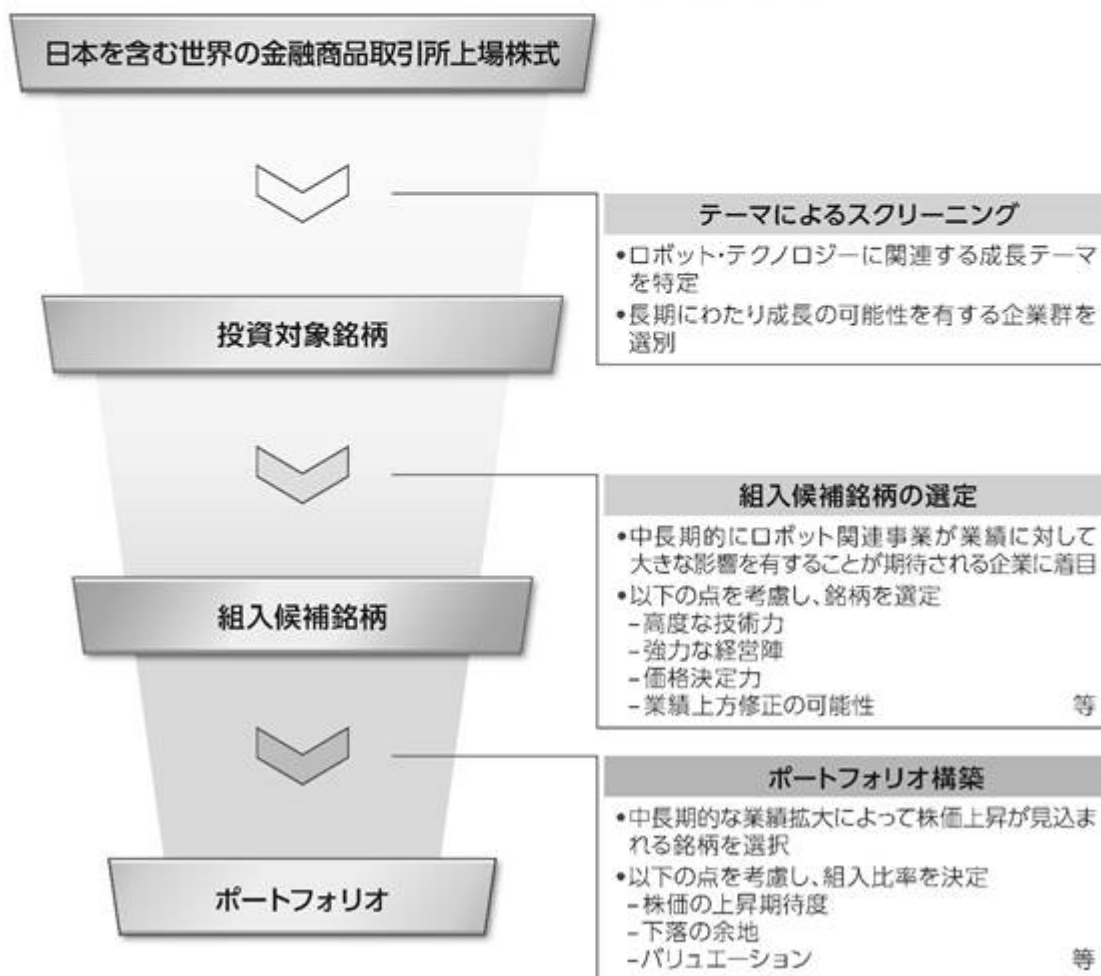 日本を含む世界の金融商品取引所上場株式
テーマによるスクリーニング
•ロボット・テクノロジーに関連する成長テーマ
を特定
•長期にわたり成長の可能性を有する企業群を
選別
投資対象銘柄
組入候補銘柄の選定
•中長期的にロボット関連事業が業績に対して
大きな影響を有することが期待される企業に着目
•以下の点を考慮し、銘柄を選定
–高度な技術力
–強力な経営陣
–価格決定力
–業績上方修正の可能性 等
組入候補銘柄
ポートフォリオ構築
•中長期的な業績拡大によって株価上昇が見込ま
れる銘柄を選択
•以下の点を考慮し、組入比率を決定
–株価の上昇期待度
–下落の余地
–バリュエーション 等
ポートフォリオ